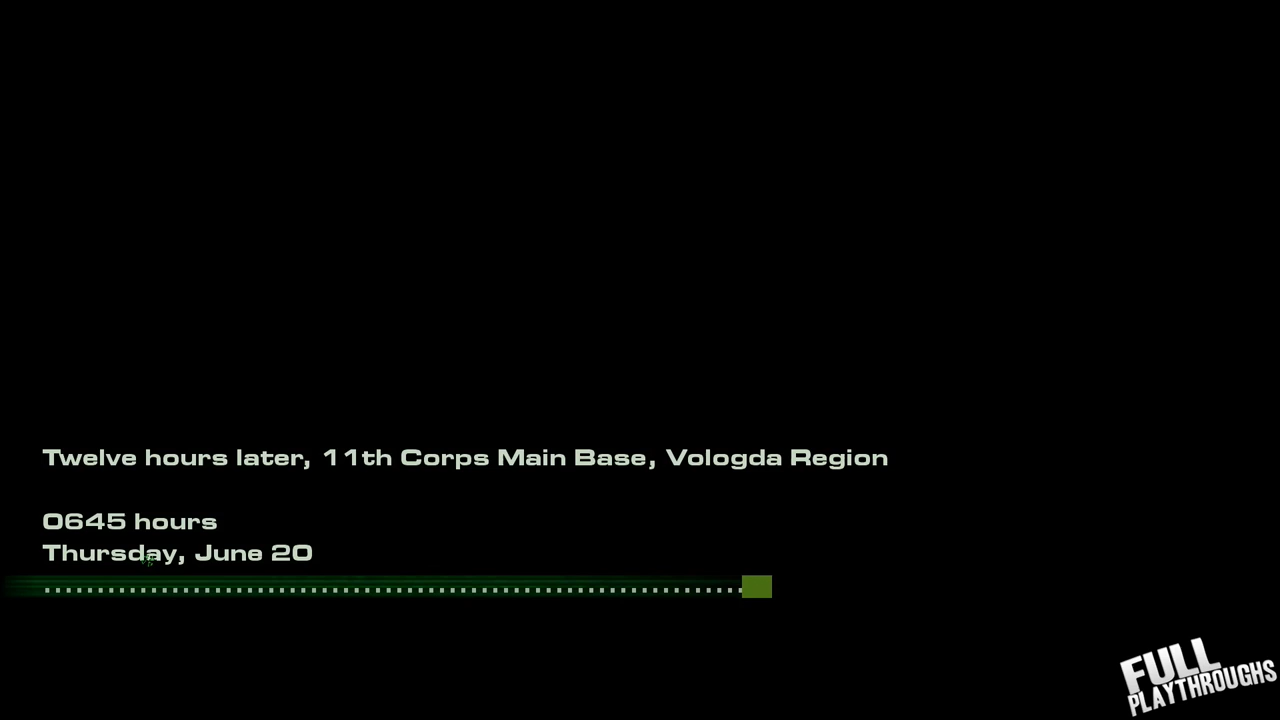 Twelve hours later, 11th Corps Main Base, Vologda Region
0645 hours
Thursday, June 20
FULL
PLAYTHROUGHS